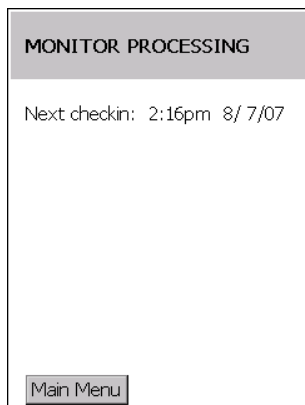 MONITOR PROCESSING
Next checkin: 2:16pm 8/ 7/07
Main Menu